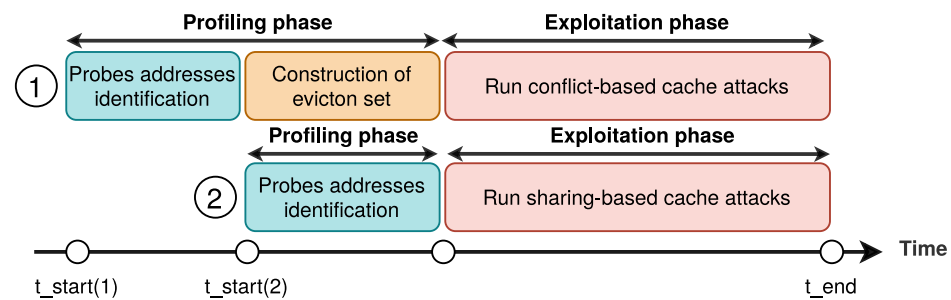 Profiling phase
Exploitation phase
1
Probes addresses
identification
Construction of
evicton set
Run conflict-based cache attacks
Profiling phase
Exploitation phase
2
Probes addresses
identification
Run sharing-based cache attacks
Time
t_start(1)
t_start(2)
t_end